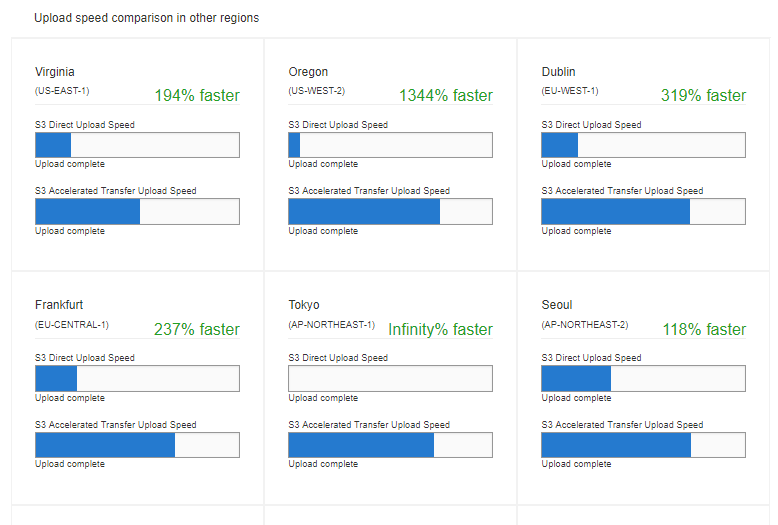 Upload speed comparison in other regions
Virginia
(US-EAST-1)
194% faster
S3 Direct Upload Speed
Upload complete
S3 Accelerated Transfer Upload Speed
Upload complete
Oregon
(US-WEST-2)
1344% faster
S3 Direct Upload Speed
Upload complete
S3 Accelerated Transfer Upload Speed
Upload complete
Dublin
(EU-WEST-1)
319% faster
S3 Direct Upload Speed
Upload complete
S3 Accelerated Transfer Upload Speed
Upload complete
Frankfurt
(EU-CENTRAL-1)
237% faster
S3 Direct Upload Speed
Upload complete
S3 Accelerated Transfer Upload Speed
Upload complete
Tokyo
(AP-NORTHEAST-1)
Infinity% faster
S3 Direct Upload Speed
Upload complete
S3 Accelerated Transfer Upload Speed
Upload complete
Seoul
(AP-NORTHEAST-2)
118% faster
S3 Direct Upload Speed
Upload complete
S3 Accelerated Transfer Upload Speed
Upload complete